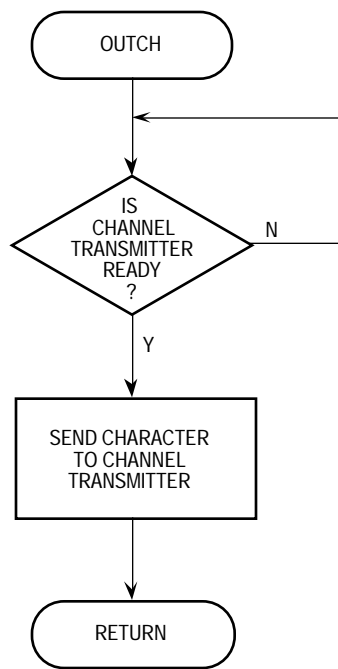 OUTCH
IS
CHANNEL
TRANSMITTER
READY
?
N
Y
SEND CHARACTER
TO CHANNEL
TRANSMITTER
RETURN